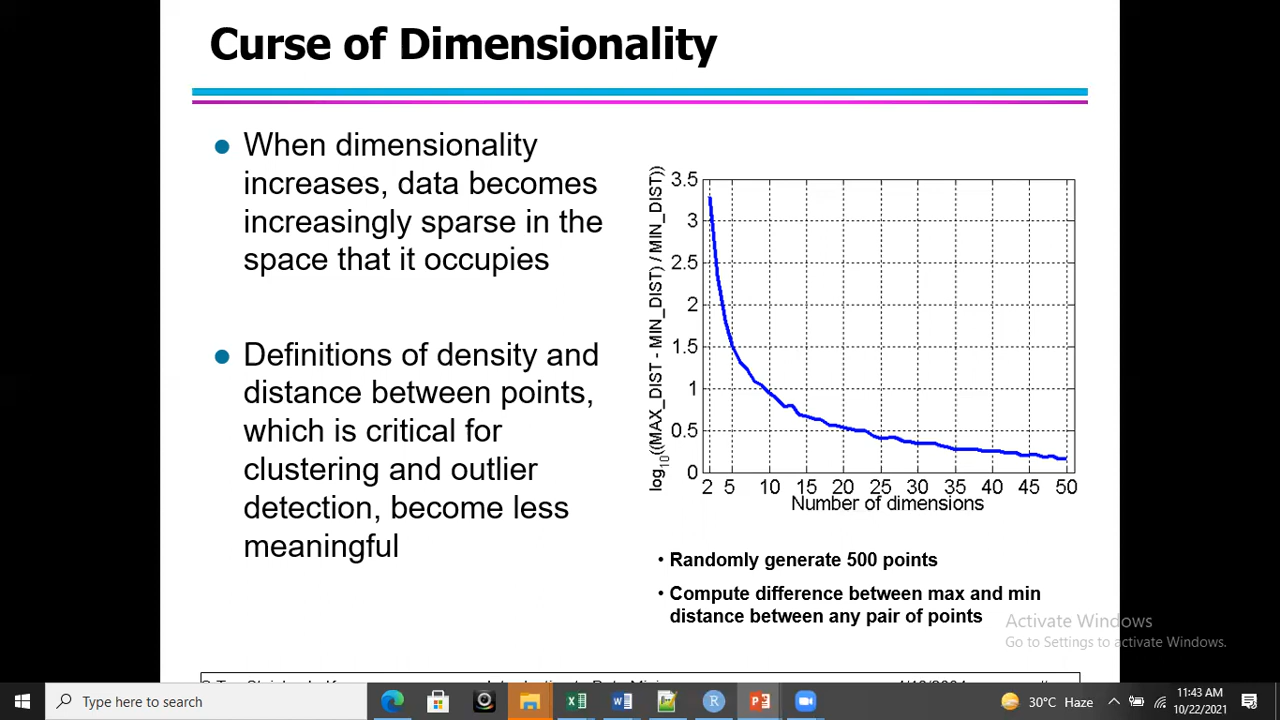 Curse of Dimensionality
When dimensionality
increases, data becomes
increasingly sparse in the
space that it occupies
Definitions of density and
distance between points,
which is critical for
clustering and outlier
detection, become less
meaningful
log10((MAX_DIST - MIN_DIST) / MIN_DIST))
3.5
3
2.5
2
1.5
1
0.5
0
2 5 10 15 20 25 30 35 40 45 50
Number of dimensions
• Randomly generate 500 points
• Compute difference between max and min
distance between any pair of points
Activate Windows
Go to Settings to activate Windows.
Type here to search
30°C Haze
11:43 AM
10/22/2021